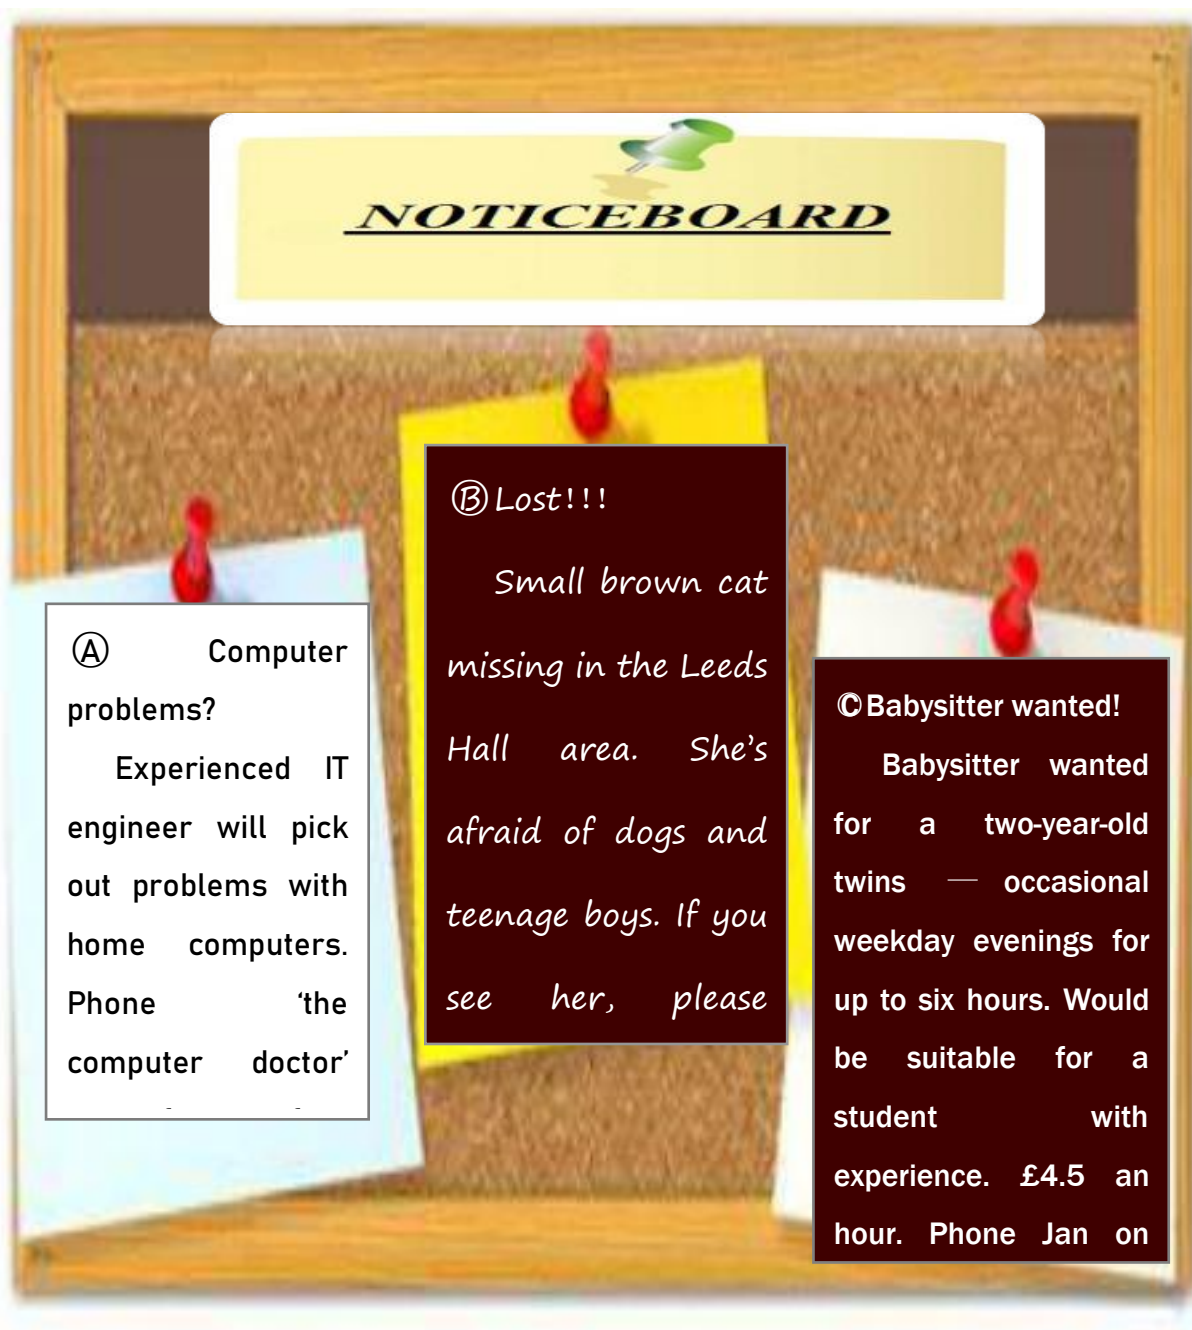 NOTICEBOARD
Ⓐ Computer
problems?
Experienced IT
engineer will pick
out problems with
home computers.
Phone ‘the
computer doctor’
Ⓑ Lost!!!
Small brown cat
missing in the Leeds
Hall area. She’s
afraid of dogs and
teenage boys. If you
see her, please
©Babysitter wanted!
Babysitter wanted
for a two-year-old
twins — occasional
weekday evenings for
up to six hours. Would
be suitable for a
student with
experience. £4.5 an
hour. Phone Jan on